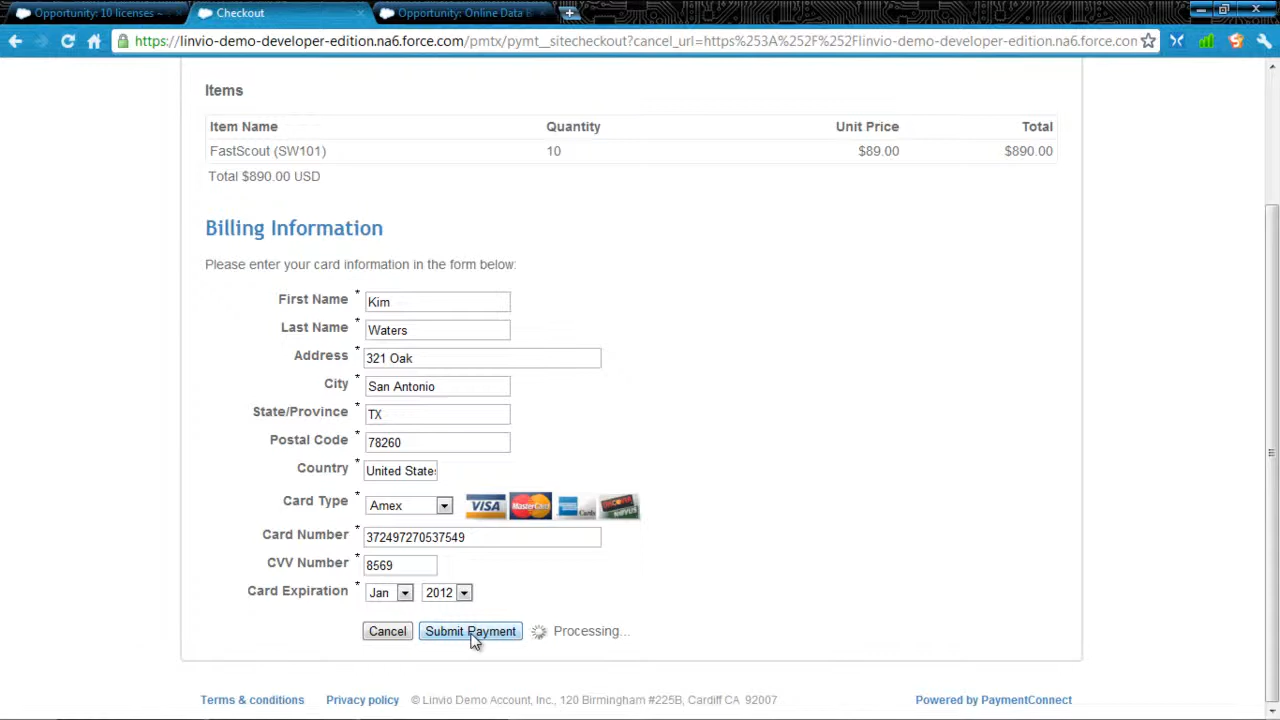 Opportunity: 10 licenses ~
Checkout
Opportunity: Online Data B
https://linvio-demo-developer-edition.na6.force.com/pmtx/pymt__sitecheckout?cancel_url=https%253A%252F%252Flinvio-demo-developer-edition.na6.force.com
Items
Item Name Quantity Unit Price Total
FastScout (SW101) 10 $89.00 $890.00
Total $890.00 USD
Billing Information
Please enter your card information in the form below:
First Name * Kim
Last Name * Waters
Address * 321 Oak
City * San Antonio
State/Province * TX
Postal Code * 78260
Country * United States
Card Type * Amex VISA MasterCard
Card Number * 372497270537549
CVV Number * 8569
Card Expiration * Jan 2012
Cancel Submit Payment Processing...
Terms & conditions Privacy policy © Linvio Demo Account, Inc., 120 Birmingham #225B, Cardiff CA 92007 Powered by PaymentConnect